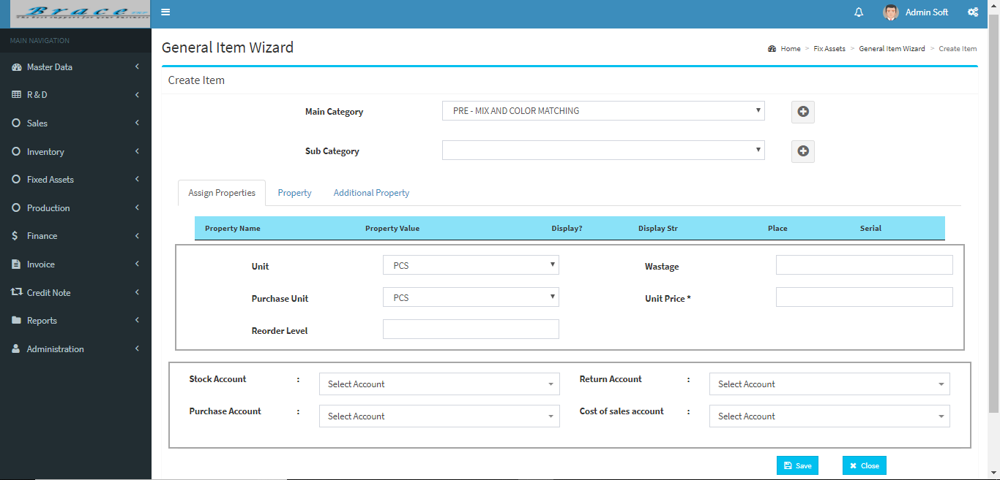 Brace
Admin Soft
MAIN NAVIGATION
Master Data
R & D
Sales
Inventory
Fixed Assets
Production
Finance
Invoice
Credit Note
Reports
Administration
General Item Wizard
Home > Fix Assets > General Item Wizard > Create Item
Create Item
Main Category PRE - MIX AND COLOR MATCHING
Sub Category
Assign Properties Property Additional Property
Property Name Property Value Display? Display Str Place Serial
Unit PCS Wastage
Purchase Unit PCS Unit Price *
Reorder Level
Stock Account : Select Account Return Account : Select Account
Purchase Account : Select Account Cost of sales account : Select Account
Save Close